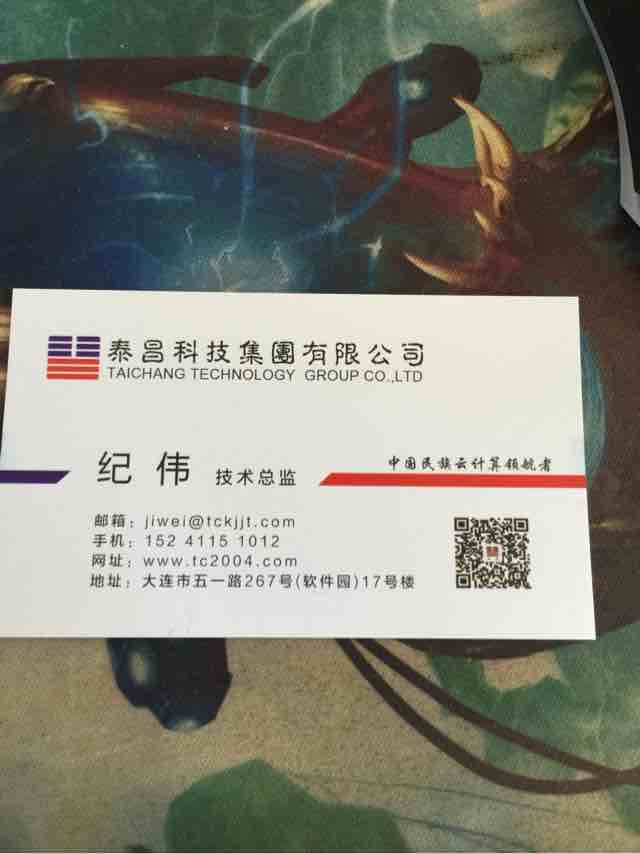 泰昌科技集團有限公司
TAICHANG TECHNOLOGY GROUP CO.,LTD
纪伟 技术总监
中国民族云计算领航者
邮箱：jiwei@tckjjt.com
手机：152 4115 1012
网址：www.tc2004.com
地址：大连市五一路267号(软件园)17号楼